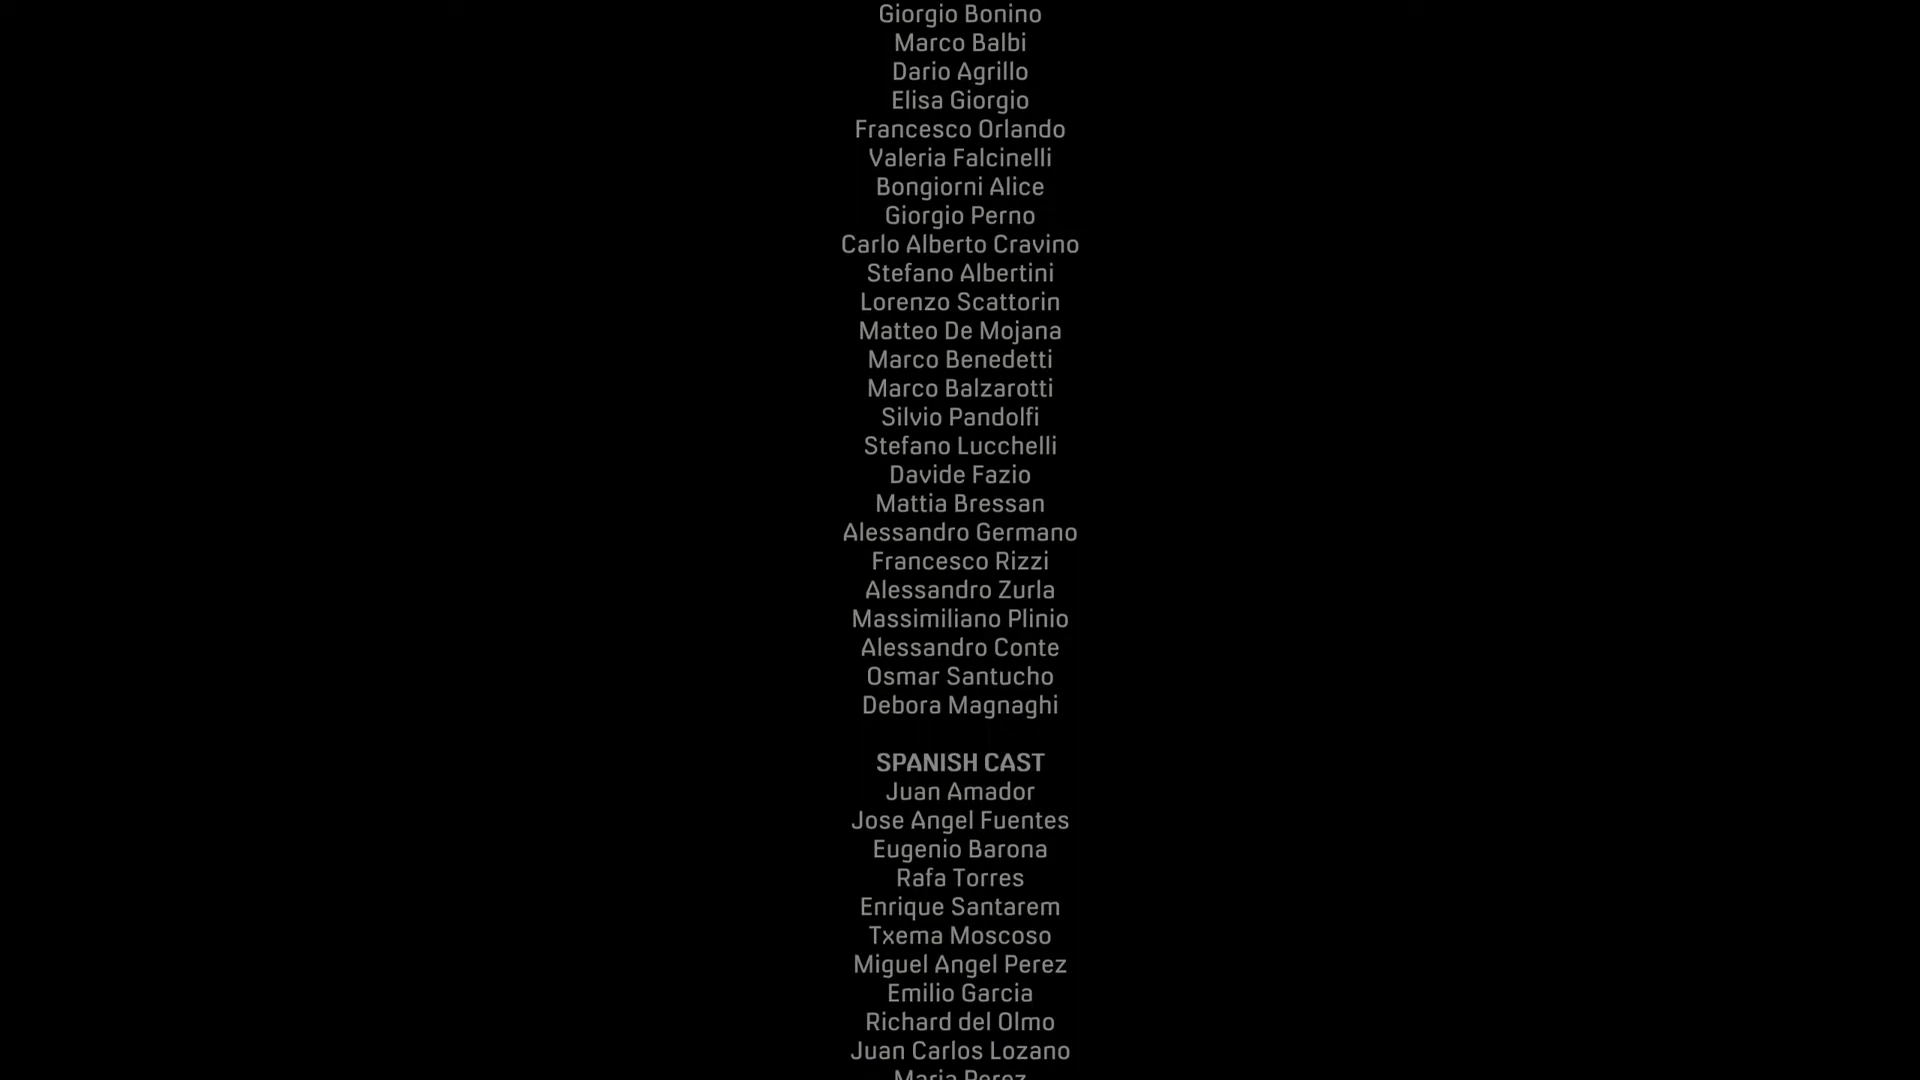 Giorgio Bonino
Marco Balbi
Dario Agrillo
Elisa Giorgio
Francesco Orlando
Valeria Falcinelli
Bongiorni Alice
Giorgio Perno
Carlo Alberto Cravino
Stefano Albertini
Lorenzo Scattorin
Matteo De Mojana
Marco Benedetti
Marco Balzarotti
Silvio Pandolfi
Stefano Lucchelli
Davide Fazio
Mattia Bressan
Alessandro Germano
Francesco Rizzi
Alessandro Zurla
Massimiliano Plinio
Alessandro Conte
Osmar Santucho
Debora Magnaghi
SPANISH CAST
Juan Amador
Jose Angel Fuentes
Eugenio Barona
Rafa Torres
Enrique Santarem
Txema Moscoso
Miguel Angel Perez
Emilio Garcia
Richard del Olmo
Juan Carlos Lozano
Maria Perez